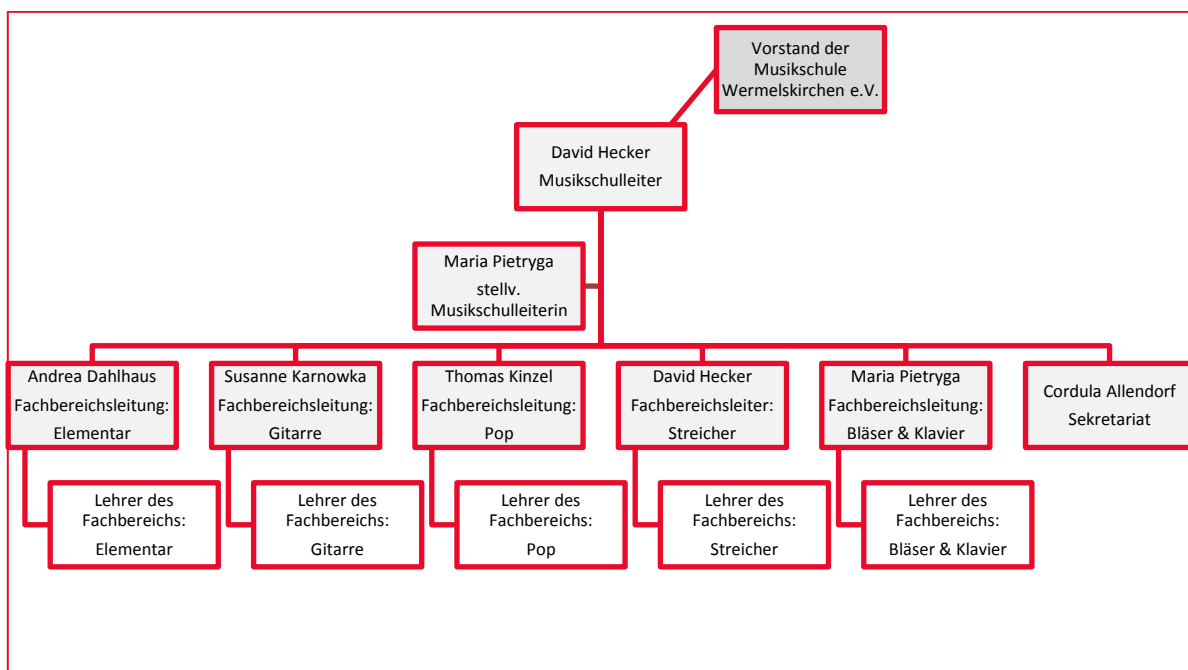 Vorstand der
Musikschule
Wermelskirchen e.V.
David Hecker
Musikschulleiter
Maria Pietryga
stellv.
Musikschulleiterin
Andrea Dahlhaus
Fachbereichsleitung:
Elementar
Susanne Karnowka
Fachbereichsleitung:
Gitarre
Thomas Kinzel
Fachbereichsleitung:
Pop
David Hecker
Fachbereichsleiter:
Streicher
Maria Pietryga
Fachbereichsleitung:
Bläser & Klavier
Cordula Allendorf
Sekretariat
Lehrer des
Fachbereichs:
Elementar
Lehrer des
Fachbereichs:
Gitarre
Lehrer des
Fachbereichs:
Pop
Lehrer des
Fachbereichs:
Streicher
Lehrer des
Fachbereichs:
Bläser & Klavier